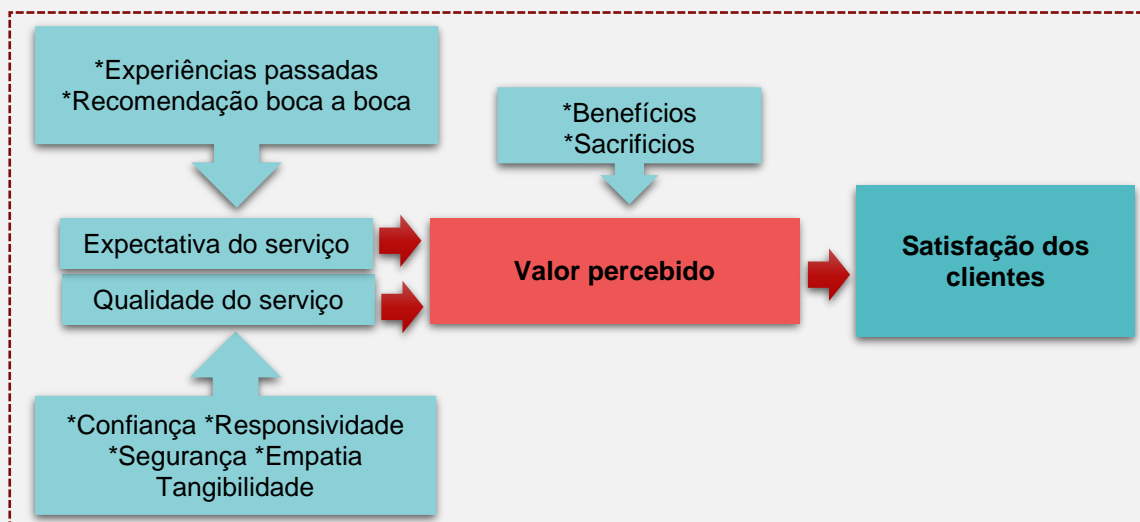 *Experiências passadas
*Recomendação boca a boca
*Benefícios
*Sacrificios
Expectativa do serviço
Qualidade do serviço
Valor percebido
Satisfação dos
clientes
*Confiança *Responsividade
*Segurança *Empatia
Tangibilidade